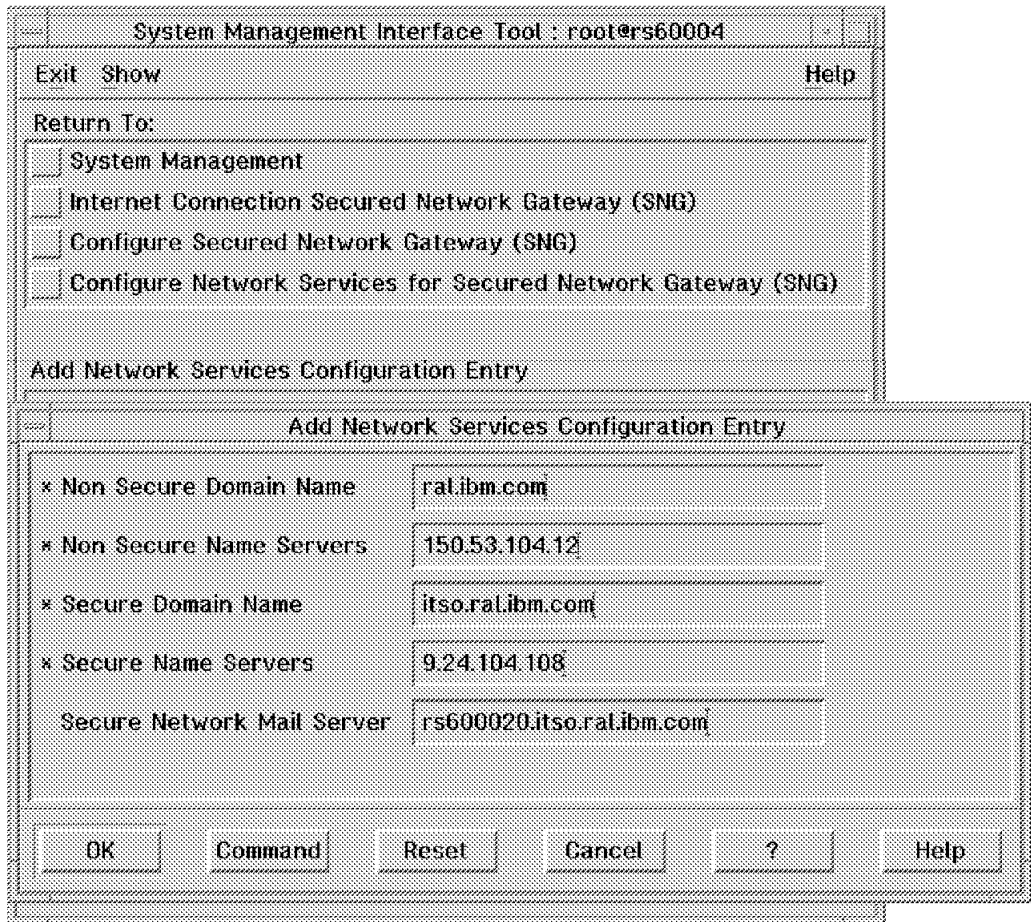 System Management Interface Tool : root@rs60004
Exit Show Help
Return To:
System Management
Internet Connection Secured Network Gateway (SNG)
Configure Secured Network Gateway (SNG)
Configure Network Services for Secured Network Gateway (SNG)
Add Network Services Configuration Entry
Add Network Services Configuration Entry
* Non Secure Domain Name ral.ibm.com
* Non Secure Name Servers 150.53.104.12
* Secure Domain Name itso.ral.ibm.com
* Secure Name Servers 9.24.104.108
Secure Network Mail Server rs600020.itso.ral.ibm.com
OK Command Reset Cancel ? Help